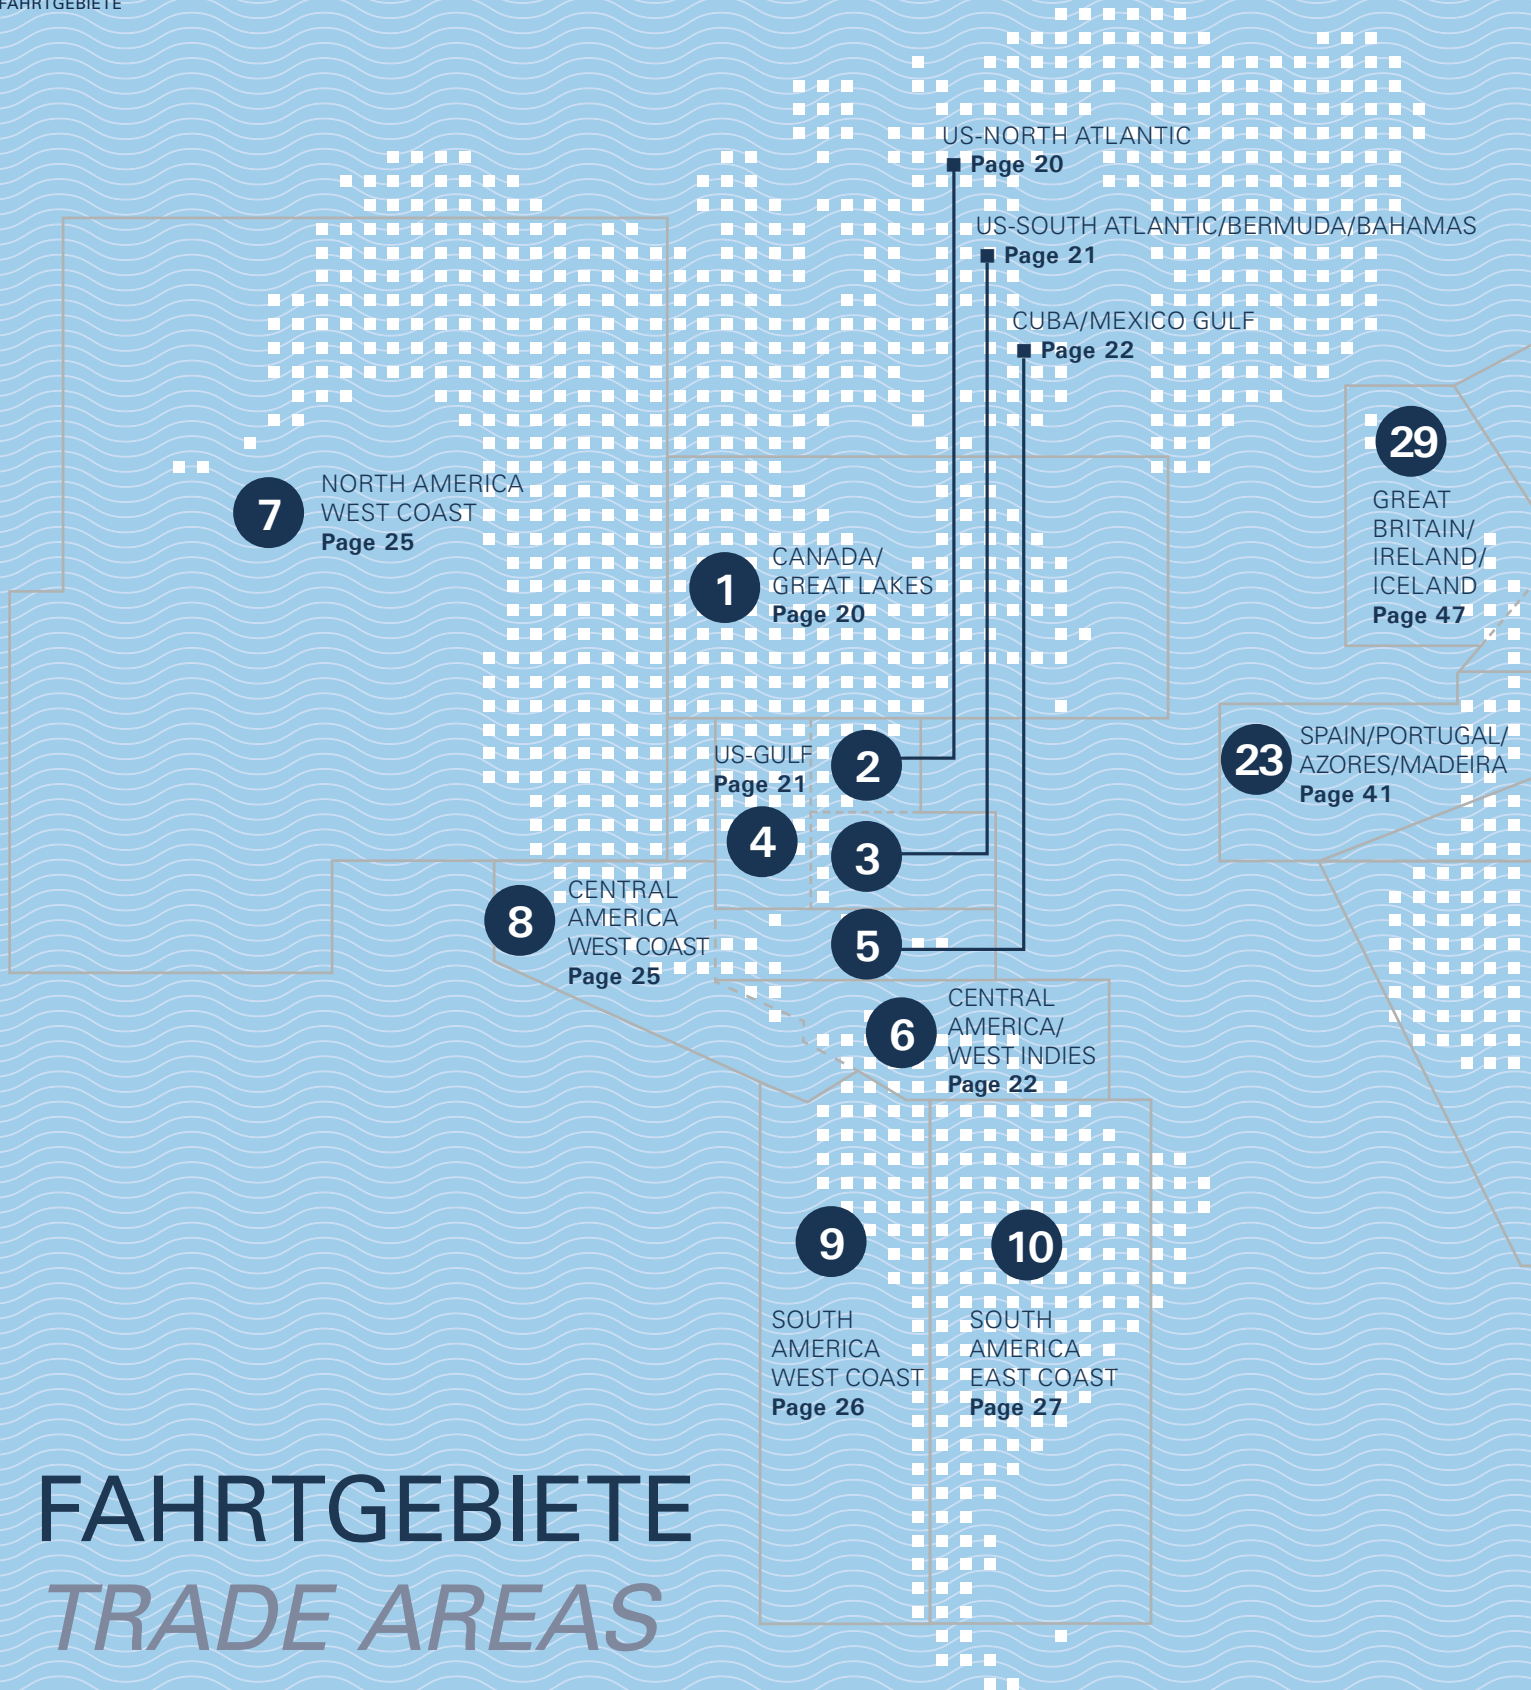 FAHRTGEBIETE
US-NORTH ATLANTIC
Page 20
US-SOUTH ATLANTIC/BERMUDA/BAHAMAS
Page 21
CUBA/MEXICO GULF
Page 22
29
GREAT
BRITAIN/
IRELAND/
ICELAND
Page 47
7
NORTH AMERICA
WEST COAST
Page 25
1
CANADA/
GREAT LAKES
Page 20
US-GULF
Page 21
4
2
3
5
23
SPAIN/PORTUGAL/
AZORES/MADEIRA
Page 41
8
CENTRAL
AMERICA
WEST COAST
Page 25
6
CENTRAL
AMERICA/
WEST INDIES
Page 22
9
SOUTH
AMERICA
WEST COAST
Page 26
10
SOUTH
AMERICA
EAST COAST
Page 27
FAHRTGEBIETE
TRADE AREAS